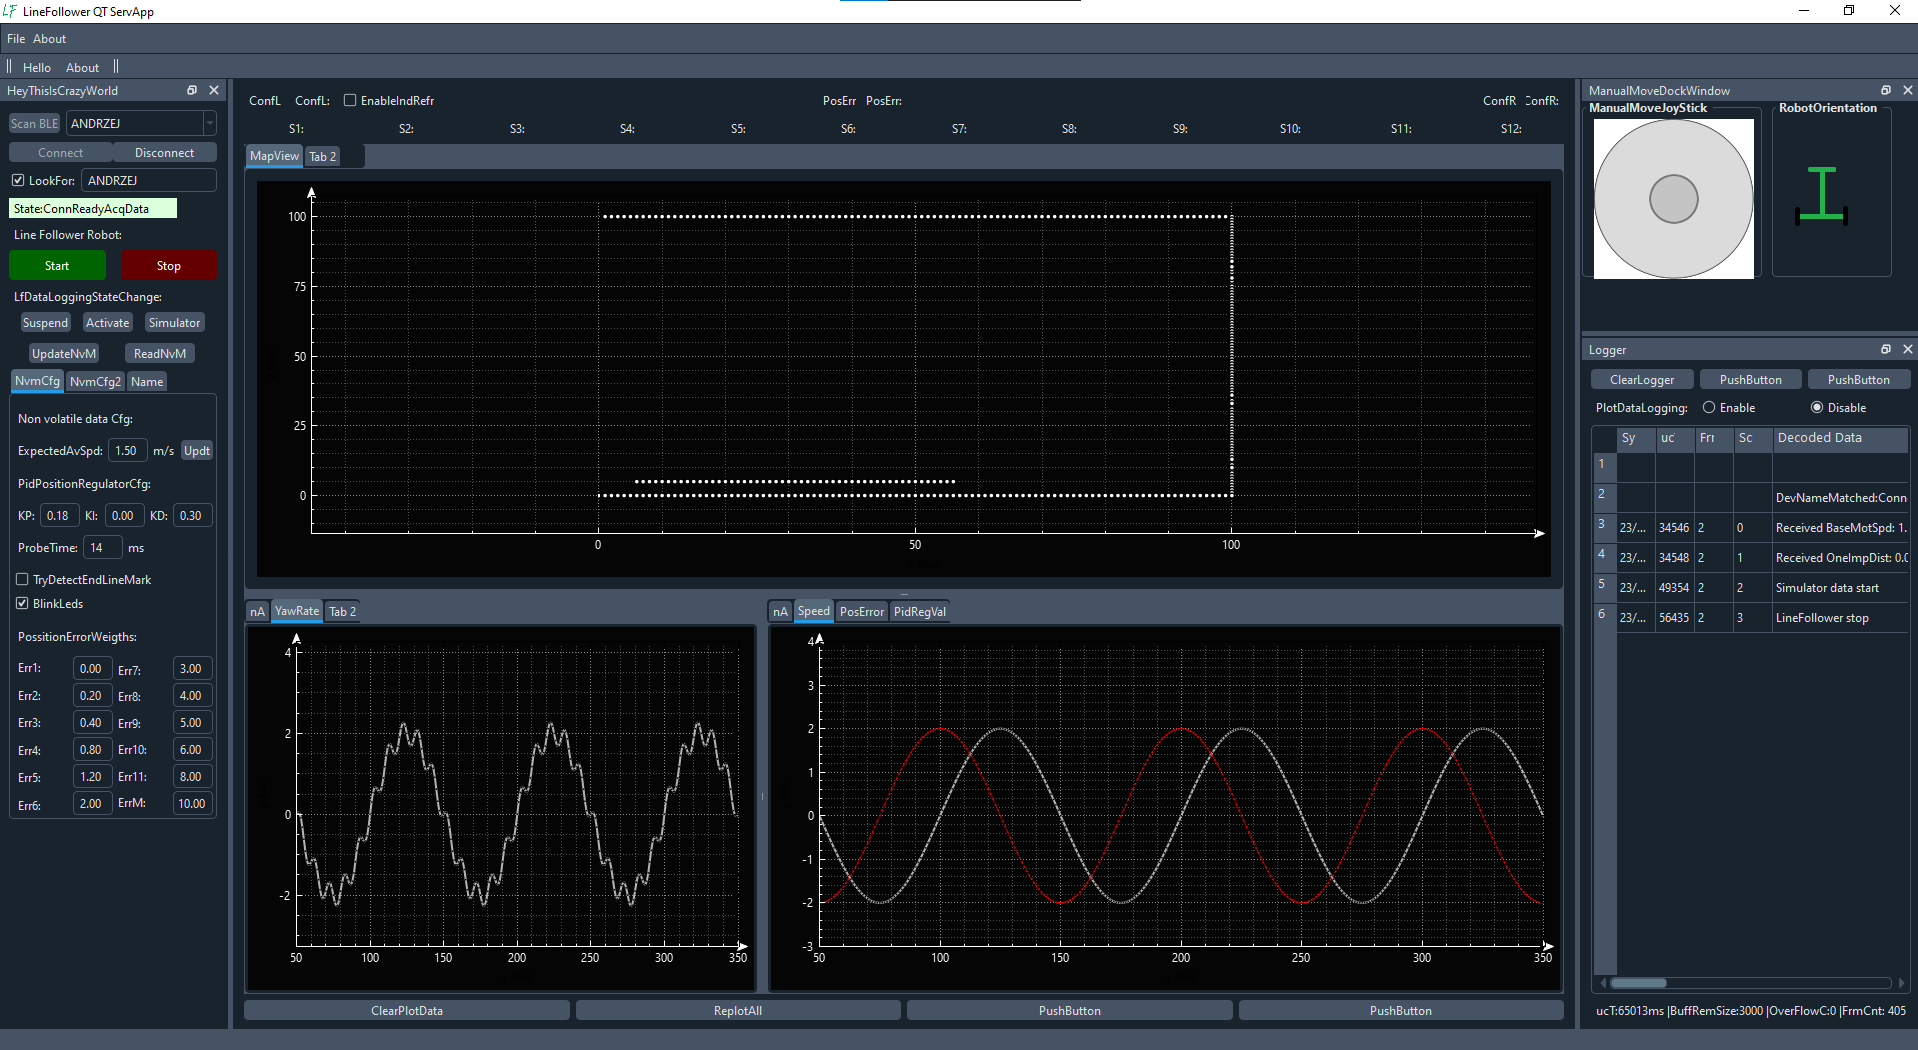 LineFollower QT ServApp
File About
Hello About
HeyThisIsCrazyWorld
Scan BLE ANDRZEJ
Connect Disconnect
LookFor: ANDRZEJ
State:ConnReadyAcqData
Line Follower Robot:
Start Stop
LfDataLoggingStateChange:
Suspend Activate Simulator
UpdateNvM ReadNvM
NvmCfg NvmCfg2 Name
Non volatile data Cfg:
ExpectedAvSpd: 1.50 m/s Updt
PidPositionRegulatorCfg:
KP: 0.18 KI: 0.00 KD: 0.30
ProbeTime: 14 ms
TryDetectEndLineMark
BlinkLeds
PossitionErrorWeigths:
Err1: 0.00 Err7: 3.00
Err2: 0.20 Err8: 4.00
Err3: 0.40 Err9: 5.00
Err4: 0.80 Err10: 6.00
Err5: 1.20 Err11: 8.00
Err6: 2.00 ErrM: 10.00
ConfL ConfL: EnableIndRefr PosErr PosErr: ConfR ConfR:
S1: S2: S3: S4: S5: S6: S7: S8: S9: S10: S11: S12:
MapView Tab 2
100
75
50
25
0
0 50 100
nA YawRate Tab 2
4
2
0
-2
50 100 150 200 250 300 350
nA Speed PosError PidRegVal
4
3
2
1
0
-1
-2
-3
50 100 150 200 250 300 350
ClearPlotData ReplotAll PushButton PushButton
ManualMoveDockWindow
ManualMoveJoyStick RobotOrientation
Logger
ClearLogger PushButton PushButton
PlotDataLogging: Enable Disable
Sy uc Frr Sc Decoded Data
1
2 DevNameMatched:Conn
3 23/... 34546 2 0 Received BaseMotSpd: 1.
4 23/... 34548 2 1 Received OneImpDist: 0.0
5 23/... 49354 2 2 Simulator data start
6 23/... 56435 2 3 LineFollower stop
ucT:65013ms |BuffRemSize:3000 |OverFlowC:0 |FrmCnt: 405